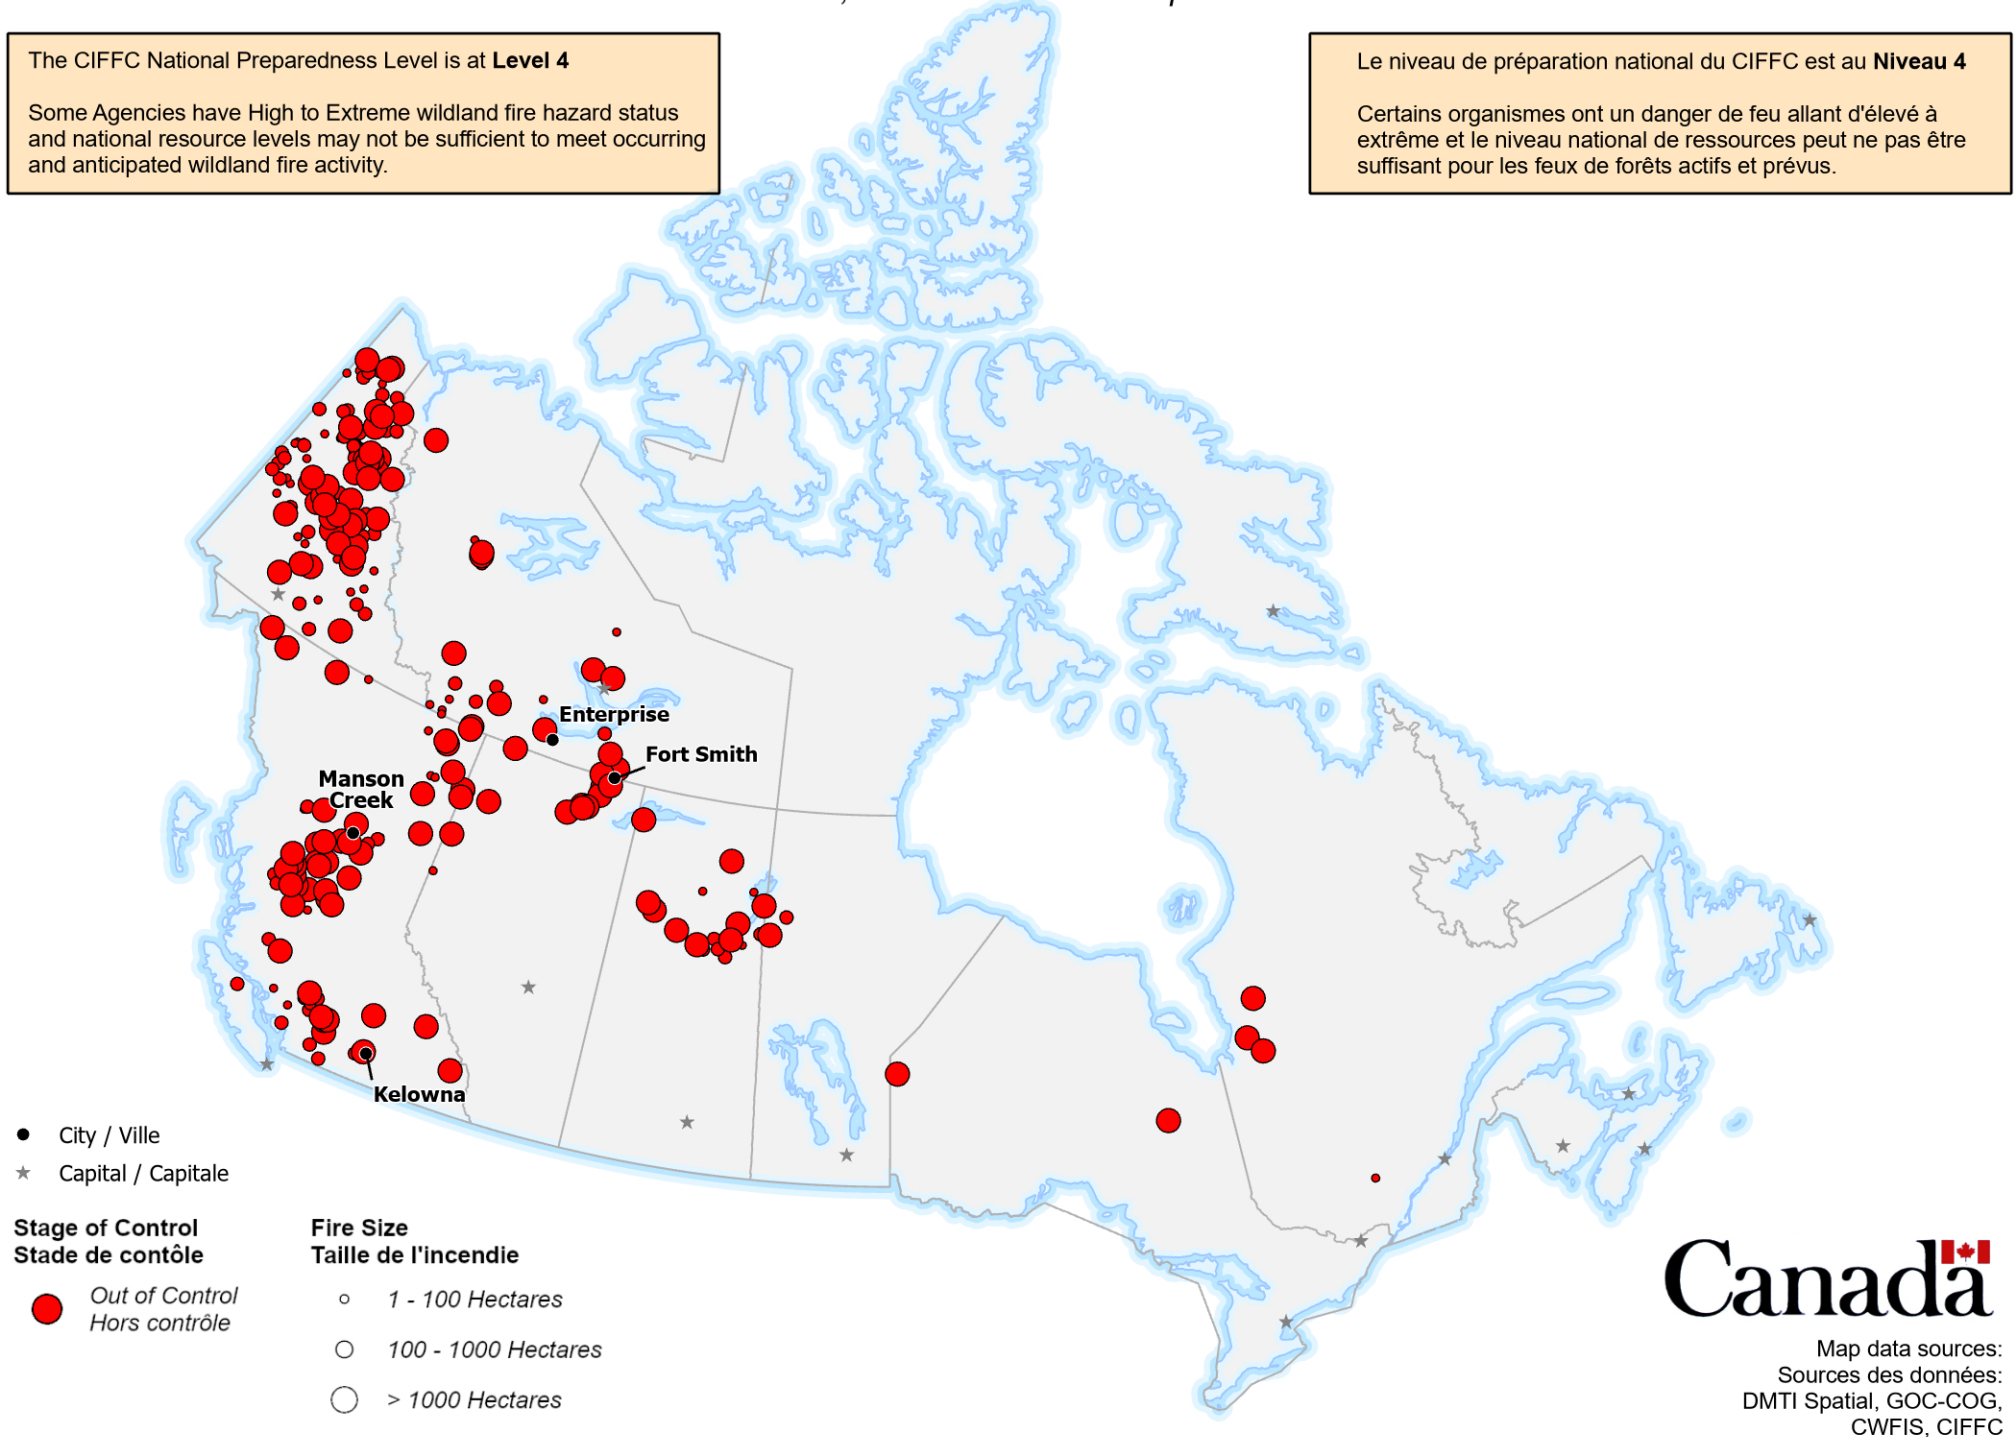 The CIFFC National Preparedness Level is at Level 4
Some Agencies have High to Extreme wildland fire hazard status
and national resource levels may not be sufficient to meet occurring
and anticipated wildland fire activity.
Le niveau de préparation national du CIFFC est au Niveau 4
Certains organismes ont un danger de feu allant d'élevé à
extrême et le niveau national de ressources peut ne pas être
suffisant pour les feux de forêts actifs et prévus.
Enterprise
Fort Smith
Manson
Creek
Kelowna
City / Ville
Capital / Capitale
Stage of Control
Stade de contôle
Out of Control
Hors contrôle
Fire Size
Taille de l'incendie
1 - 100 Hectares
100 - 1000 Hectares
> 1000 Hectares
Canada
Map data sources:
Sources des données:
DMTI Spatial, GOC-COG,
CWFIS, CIFFC